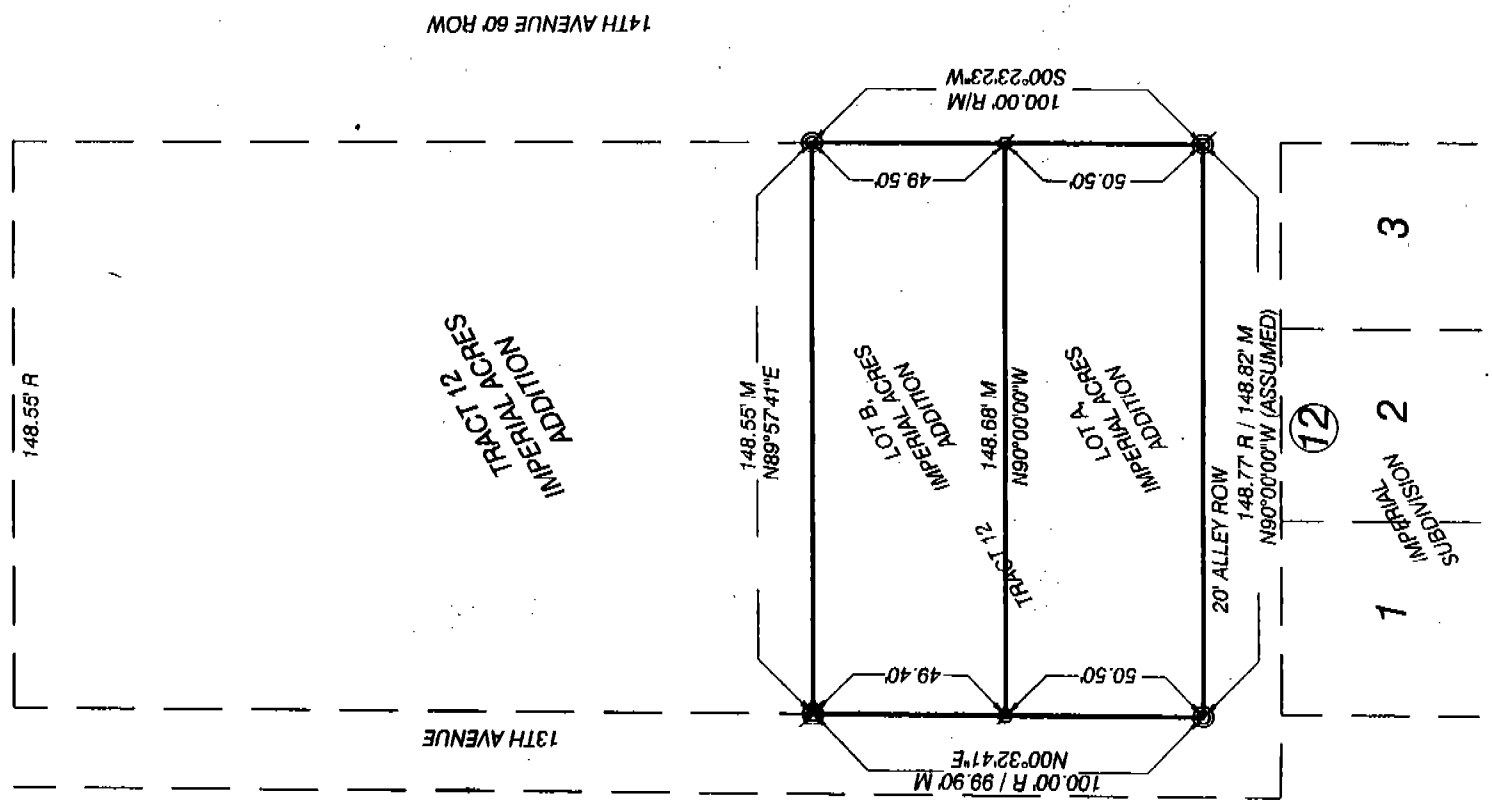 14TH AVENUE 60' ROW
100.00' R/M
S00°23'23"W
49.50'
50.50'
148.55' R
TRACT 12
IMPERIAL ACRES
ADDITION
148.55' M
N89°57'41"E
LOT B,
IMPERIAL ACRES
ADDITION
148.68' M
N90°00'00"W
LOT A,
IMPERIAL ACRES
ADDITION
TRACT 12
20' ALLEY ROW
148.77' R / 148.82' M
N90°00'00"W (ASSUMED)
12
3
2
1
IMPERIAL
SUBDIVISION
49.40'
50.50'
13TH AVENUE
N00°32'41"E
100.00' R / 99.90' M